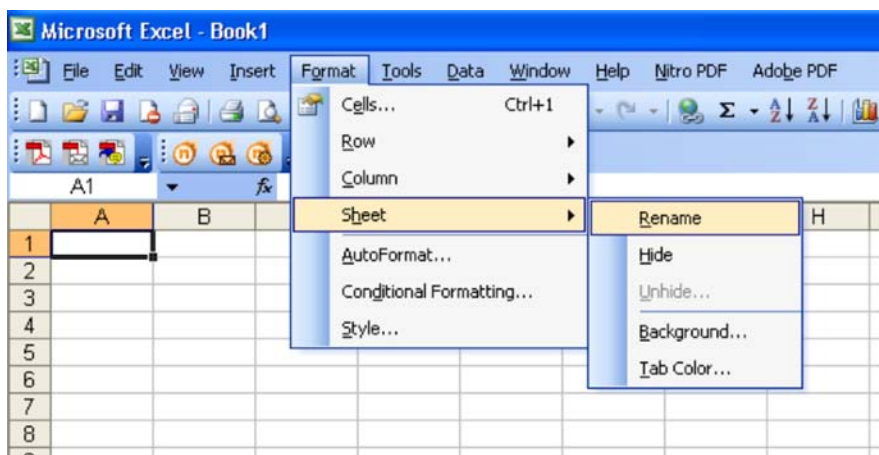 Microsoft Excel - Book1
File Edit View Insert Format Tools Data Window Help Nitro PDF Adobe PDF
Cells... Ctrl+1
Σ
A1 fx
Row
Column
Sheet
AutoFormat...
Conditional Formatting...
Style...
Rename
Hide
Unhide...
Background...
Tab Color...
A B H
1
2
3
4
5
6
7
8